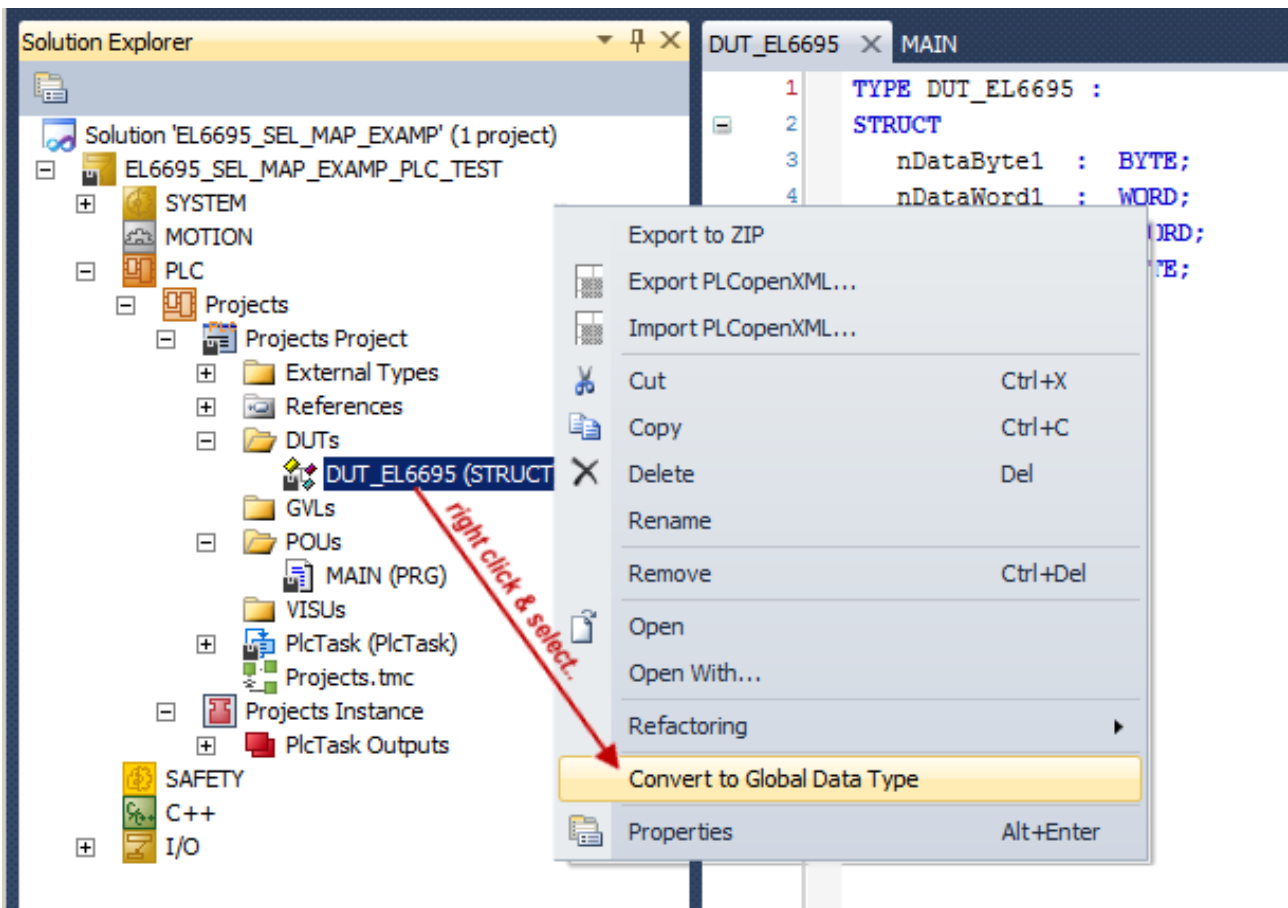 Solution Explorer
Solution 'EL6695_SEL_MAP_EXAMP' (1 project)
EL6695_SEL_MAP_EXAMP_PLC_TEST
SYSTEM
MOTION
PLC
Projects
Projects Project
External Types
References
DUTs
DUT_EL6695 (STRUCT
GVLs
POUs
MAIN (PRG)
VISUs
PlcTask (PlcTask)
Projects.tmc
Projects Instance
PlcTask Outputs
SAFETY
C++
I/O
right click & select..
DUT_EL6695 MAIN
1 TYPE DUT_EL6695 :
2 STRUCT
3 nDataByte1 : BYTE;
4 nDataWord1 : WORD;
ORD;
TE;
Export to ZIP
Export PLCopenXML...
Import PLCopenXML...
Cut Ctrl+X
Copy Ctrl+C
Delete Del
Rename
Remove Ctrl+Del
Open
Open With...
Refactoring
Convert to Global Data Type
Properties Alt+Enter